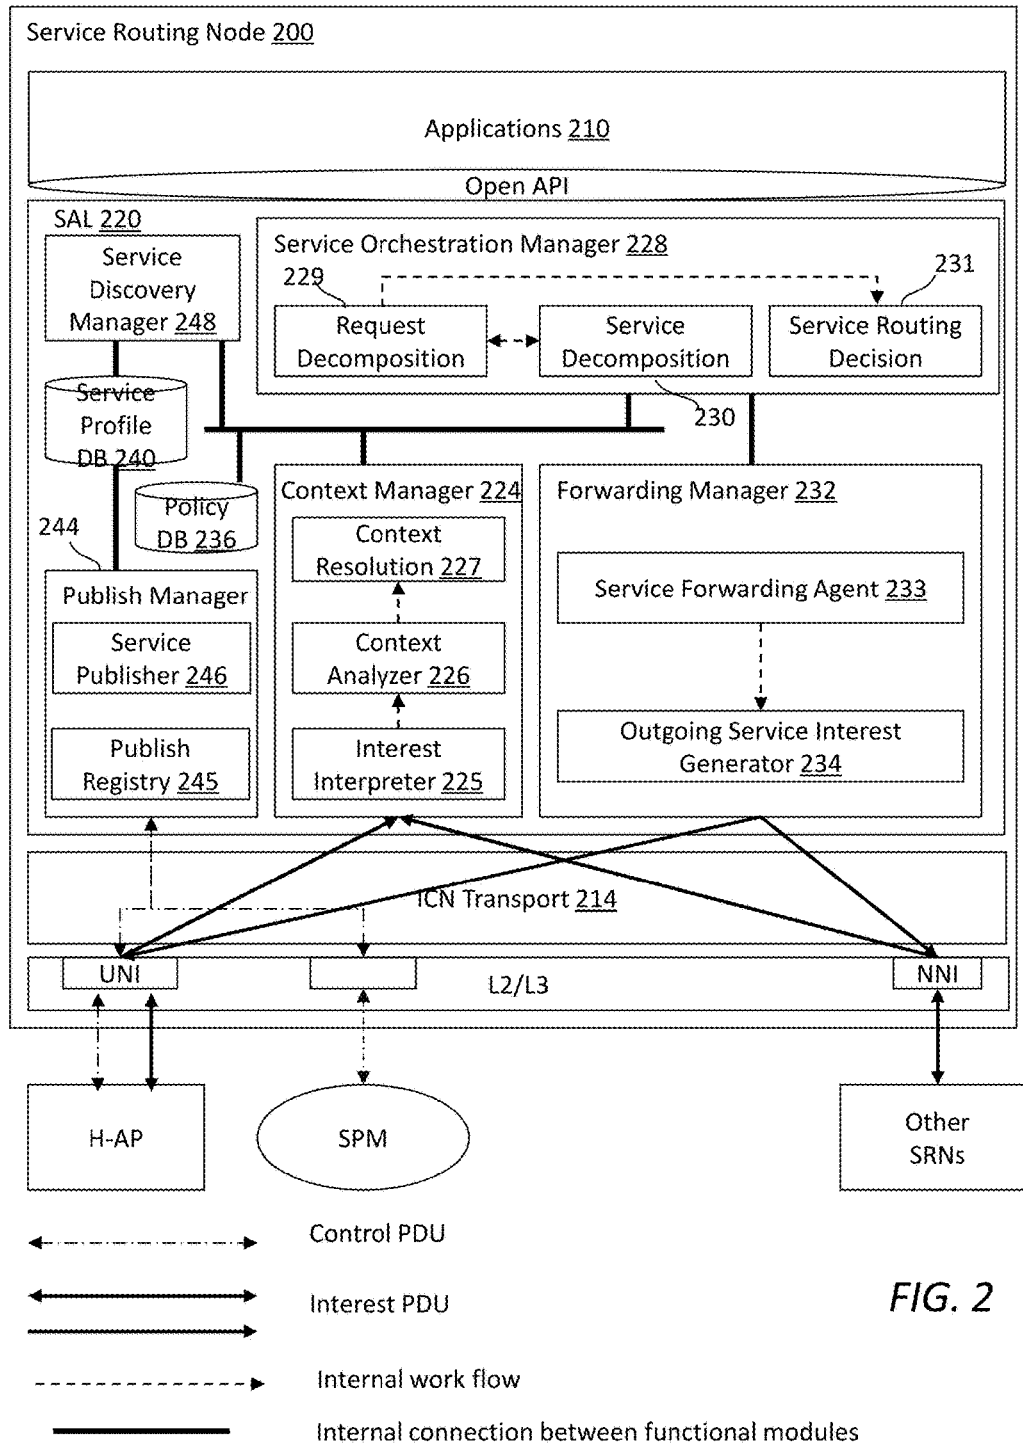 Service Routing Node 200
Applications 210
Open API
SAL 220
Service
Discovery
Manager 248
Service Orchestration Manager 228
229
231
Request
Decomposition
Service
Decomposition
Service Routing
Decision
230
Service
Profile
DB 240
Policy
DB 236
244
Publish Manager
Service
Publisher 246
Publish
Registry 245
Context Manager 224
Context
Resolution 227
Context
Analyzer 226
Interest
Interpreter 225
Forwarding Manager 232
Service Forwarding Agent 233
Outgoing Service Interest
Generator 234
ICN Transport 214
UNI
L2/L3
NNI
H-AP
SPM
Other
SRNs
Control PDU
Interest PDU
FIG. 2
Internal work flow
Internal connection between functional modules